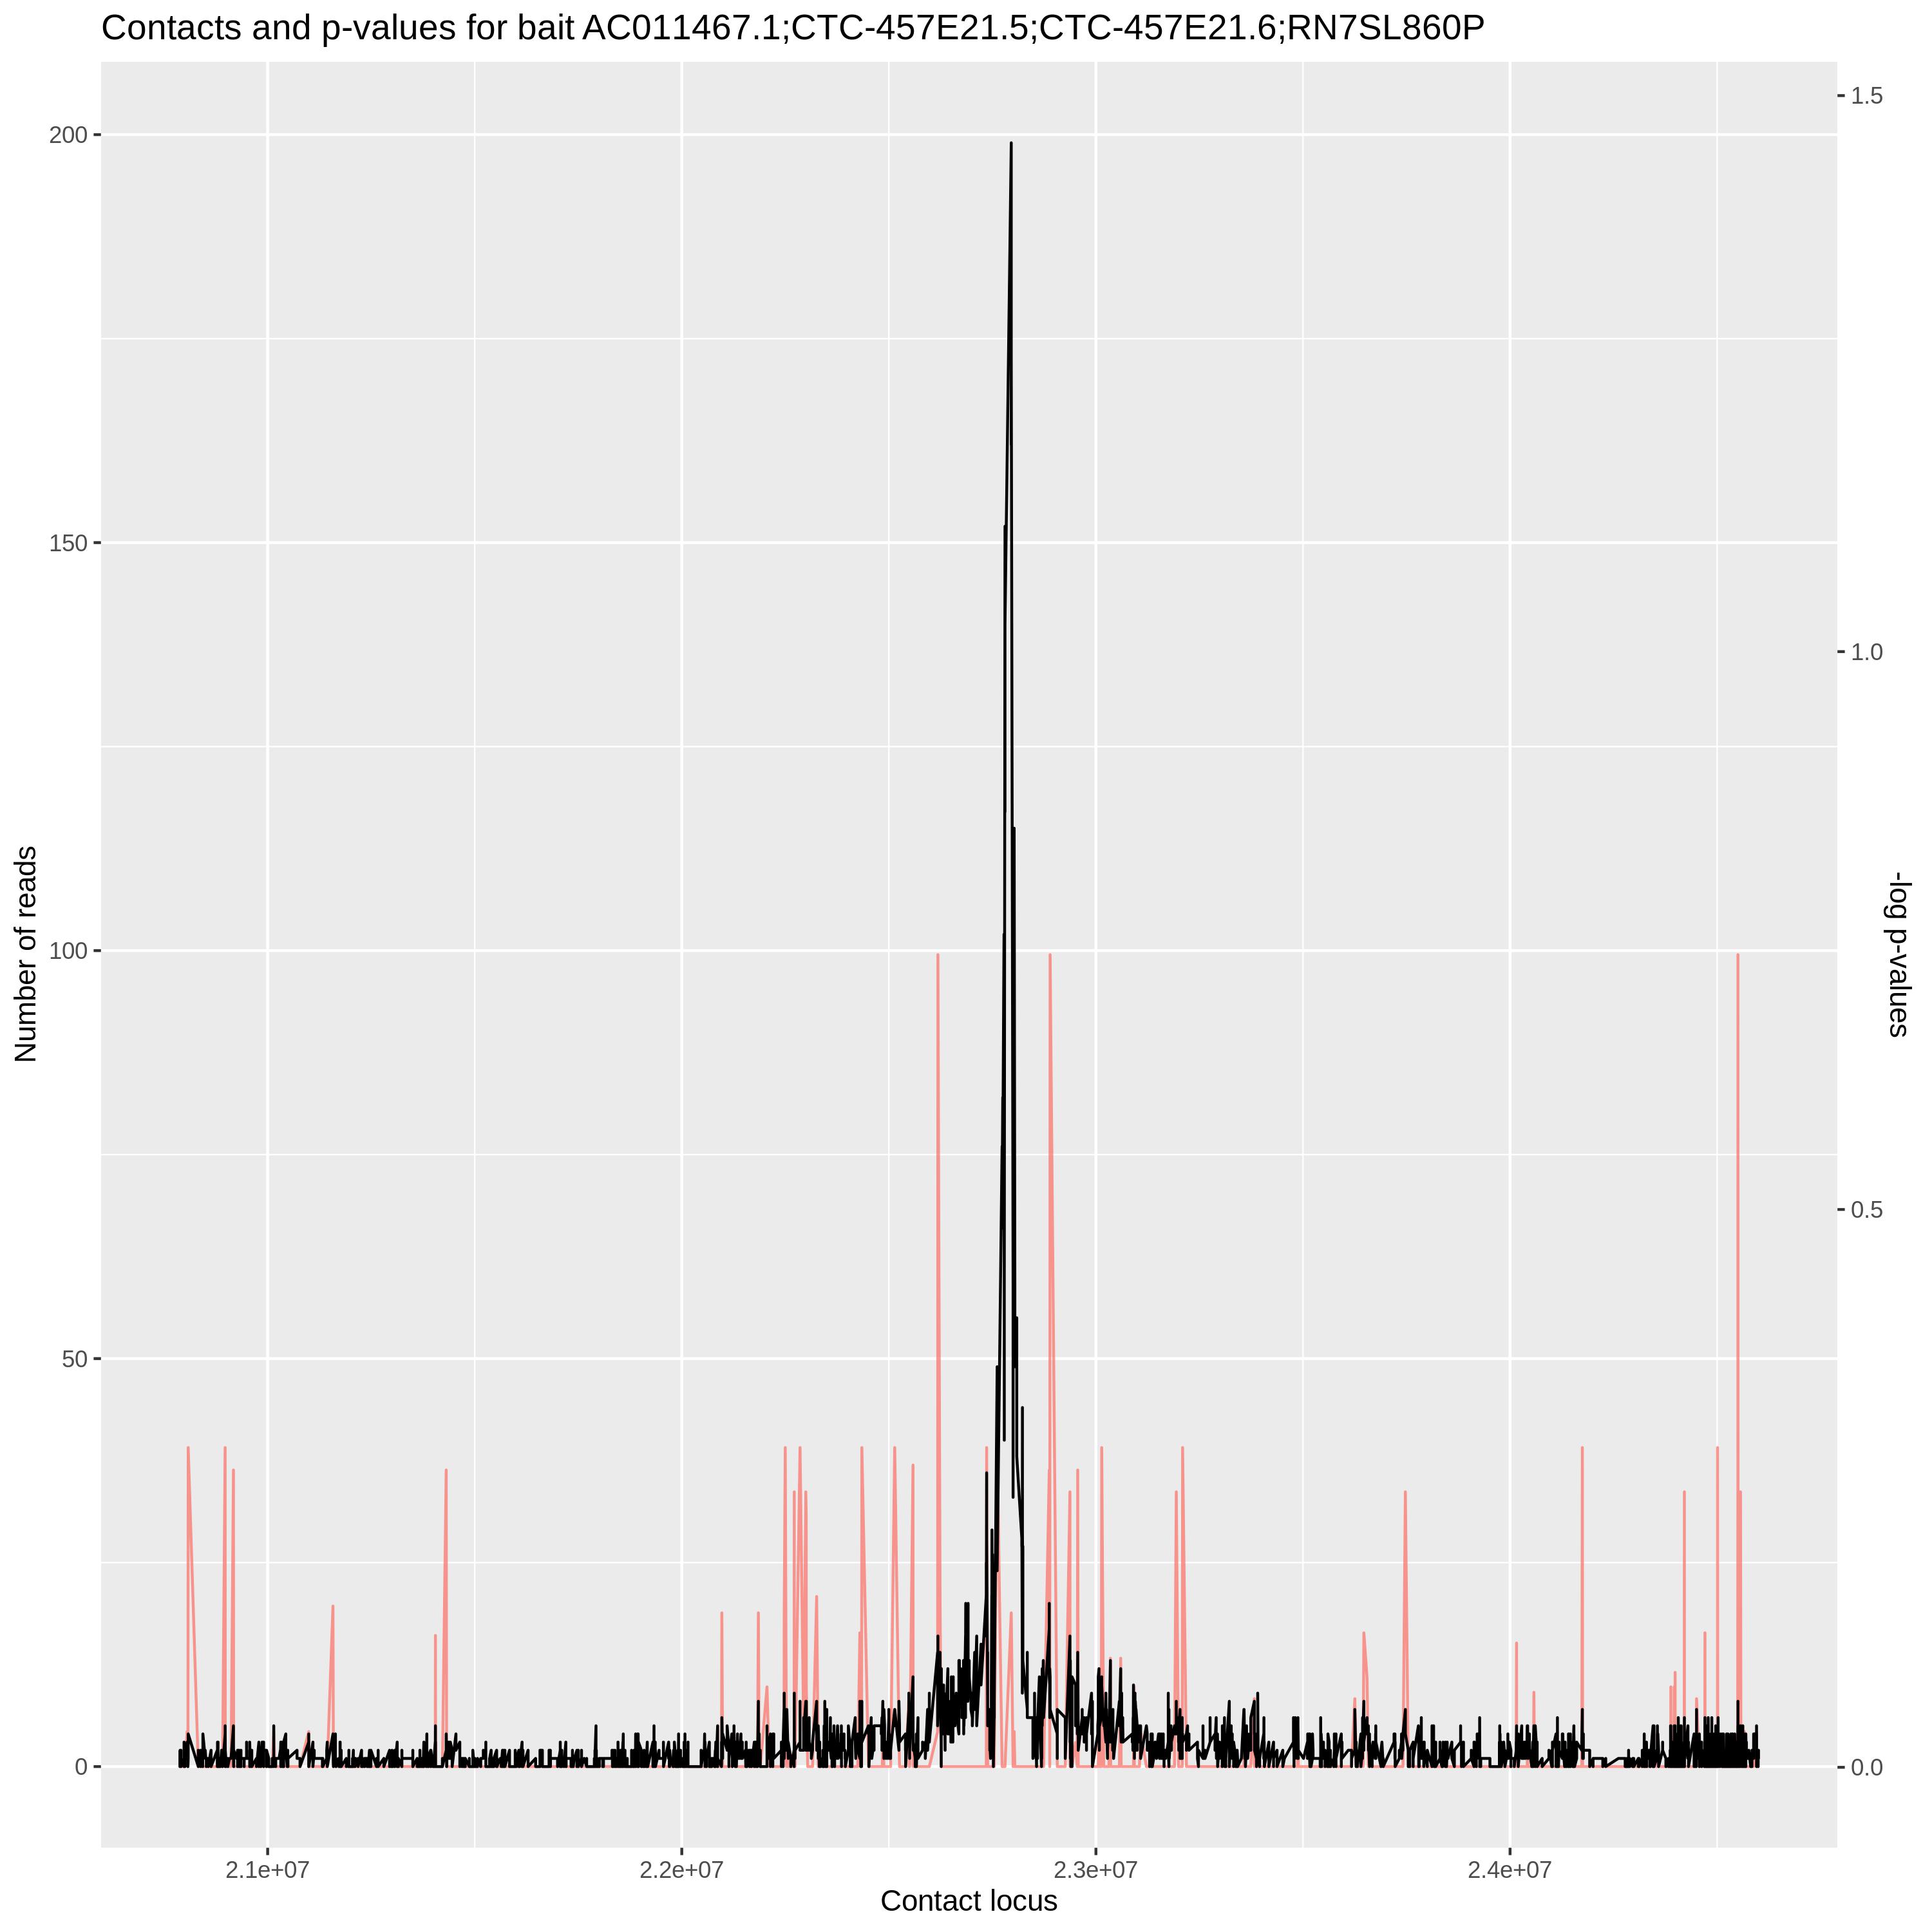 Contacts and p-values for bait AC011467.1;CTC-457E21.5;CTC-457E21.6;RN7SL860P
200
150
100
50
0
Number of reads
1.5
1.0
0.5
0.0
-log p-values
2.1e+07
2.2e+07
2.3e+07
2.4e+07
Contact locus